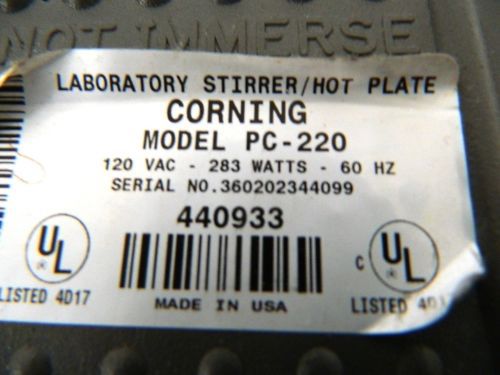 NOT IMMERSE
LABORATORY STIRRER/HOT PLATE
CORNING
MODEL PC-220
120 VAC - 283 WATTS - 60 HZ
SERIAL NO.360202344099
440933
UL
®
C UL
®
LISTED 4D17
MADE IN USA
LISTED